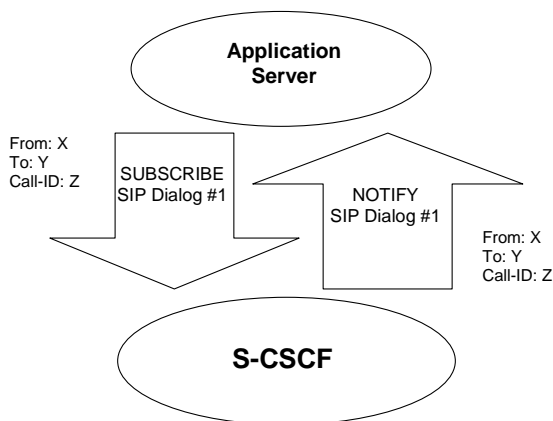 Application
Server
From: X
To: Y
Call-ID: Z
SUBSCRIBE
SIP Dialog #1
NOTIFY
SIP Dialog #1
From: X
To: Y
Call-ID: Z
S-CSCF